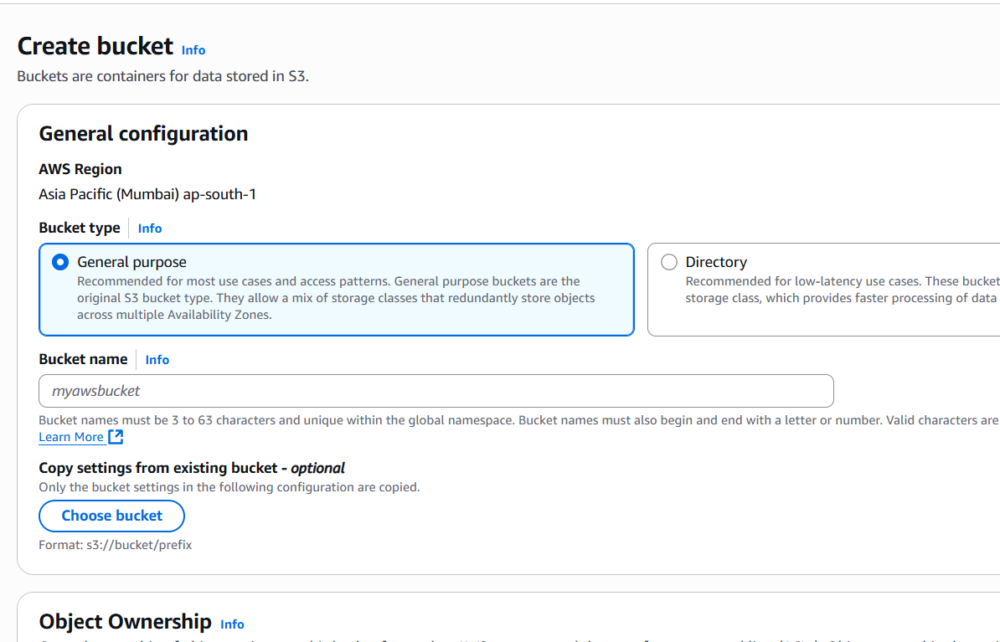 Create bucket Info
Buckets are containers for data stored in S3.
General configuration
AWS Region
Asia Pacific (Mumbai) ap-south-1
Bucket type Info
General purpose
Recommended for most use cases and access patterns. General purpose buckets are the
original S3 bucket type. They allow a mix of storage classes that redundantly store objects
across multiple Availability Zones.
Directory
Recommended for low-latency use cases. These bucket
storage class, which provides faster processing of data
Bucket name Info
myawsbucket
Bucket names must be 3 to 63 characters and unique within the global namespace. Bucket names must also begin and end with a letter or number. Valid characters are
Learn More
Copy settings from existing bucket - optional
Only the bucket settings in the following configuration are copied.
Choose bucket
Format: s3://bucket/prefix
Object Ownership Info